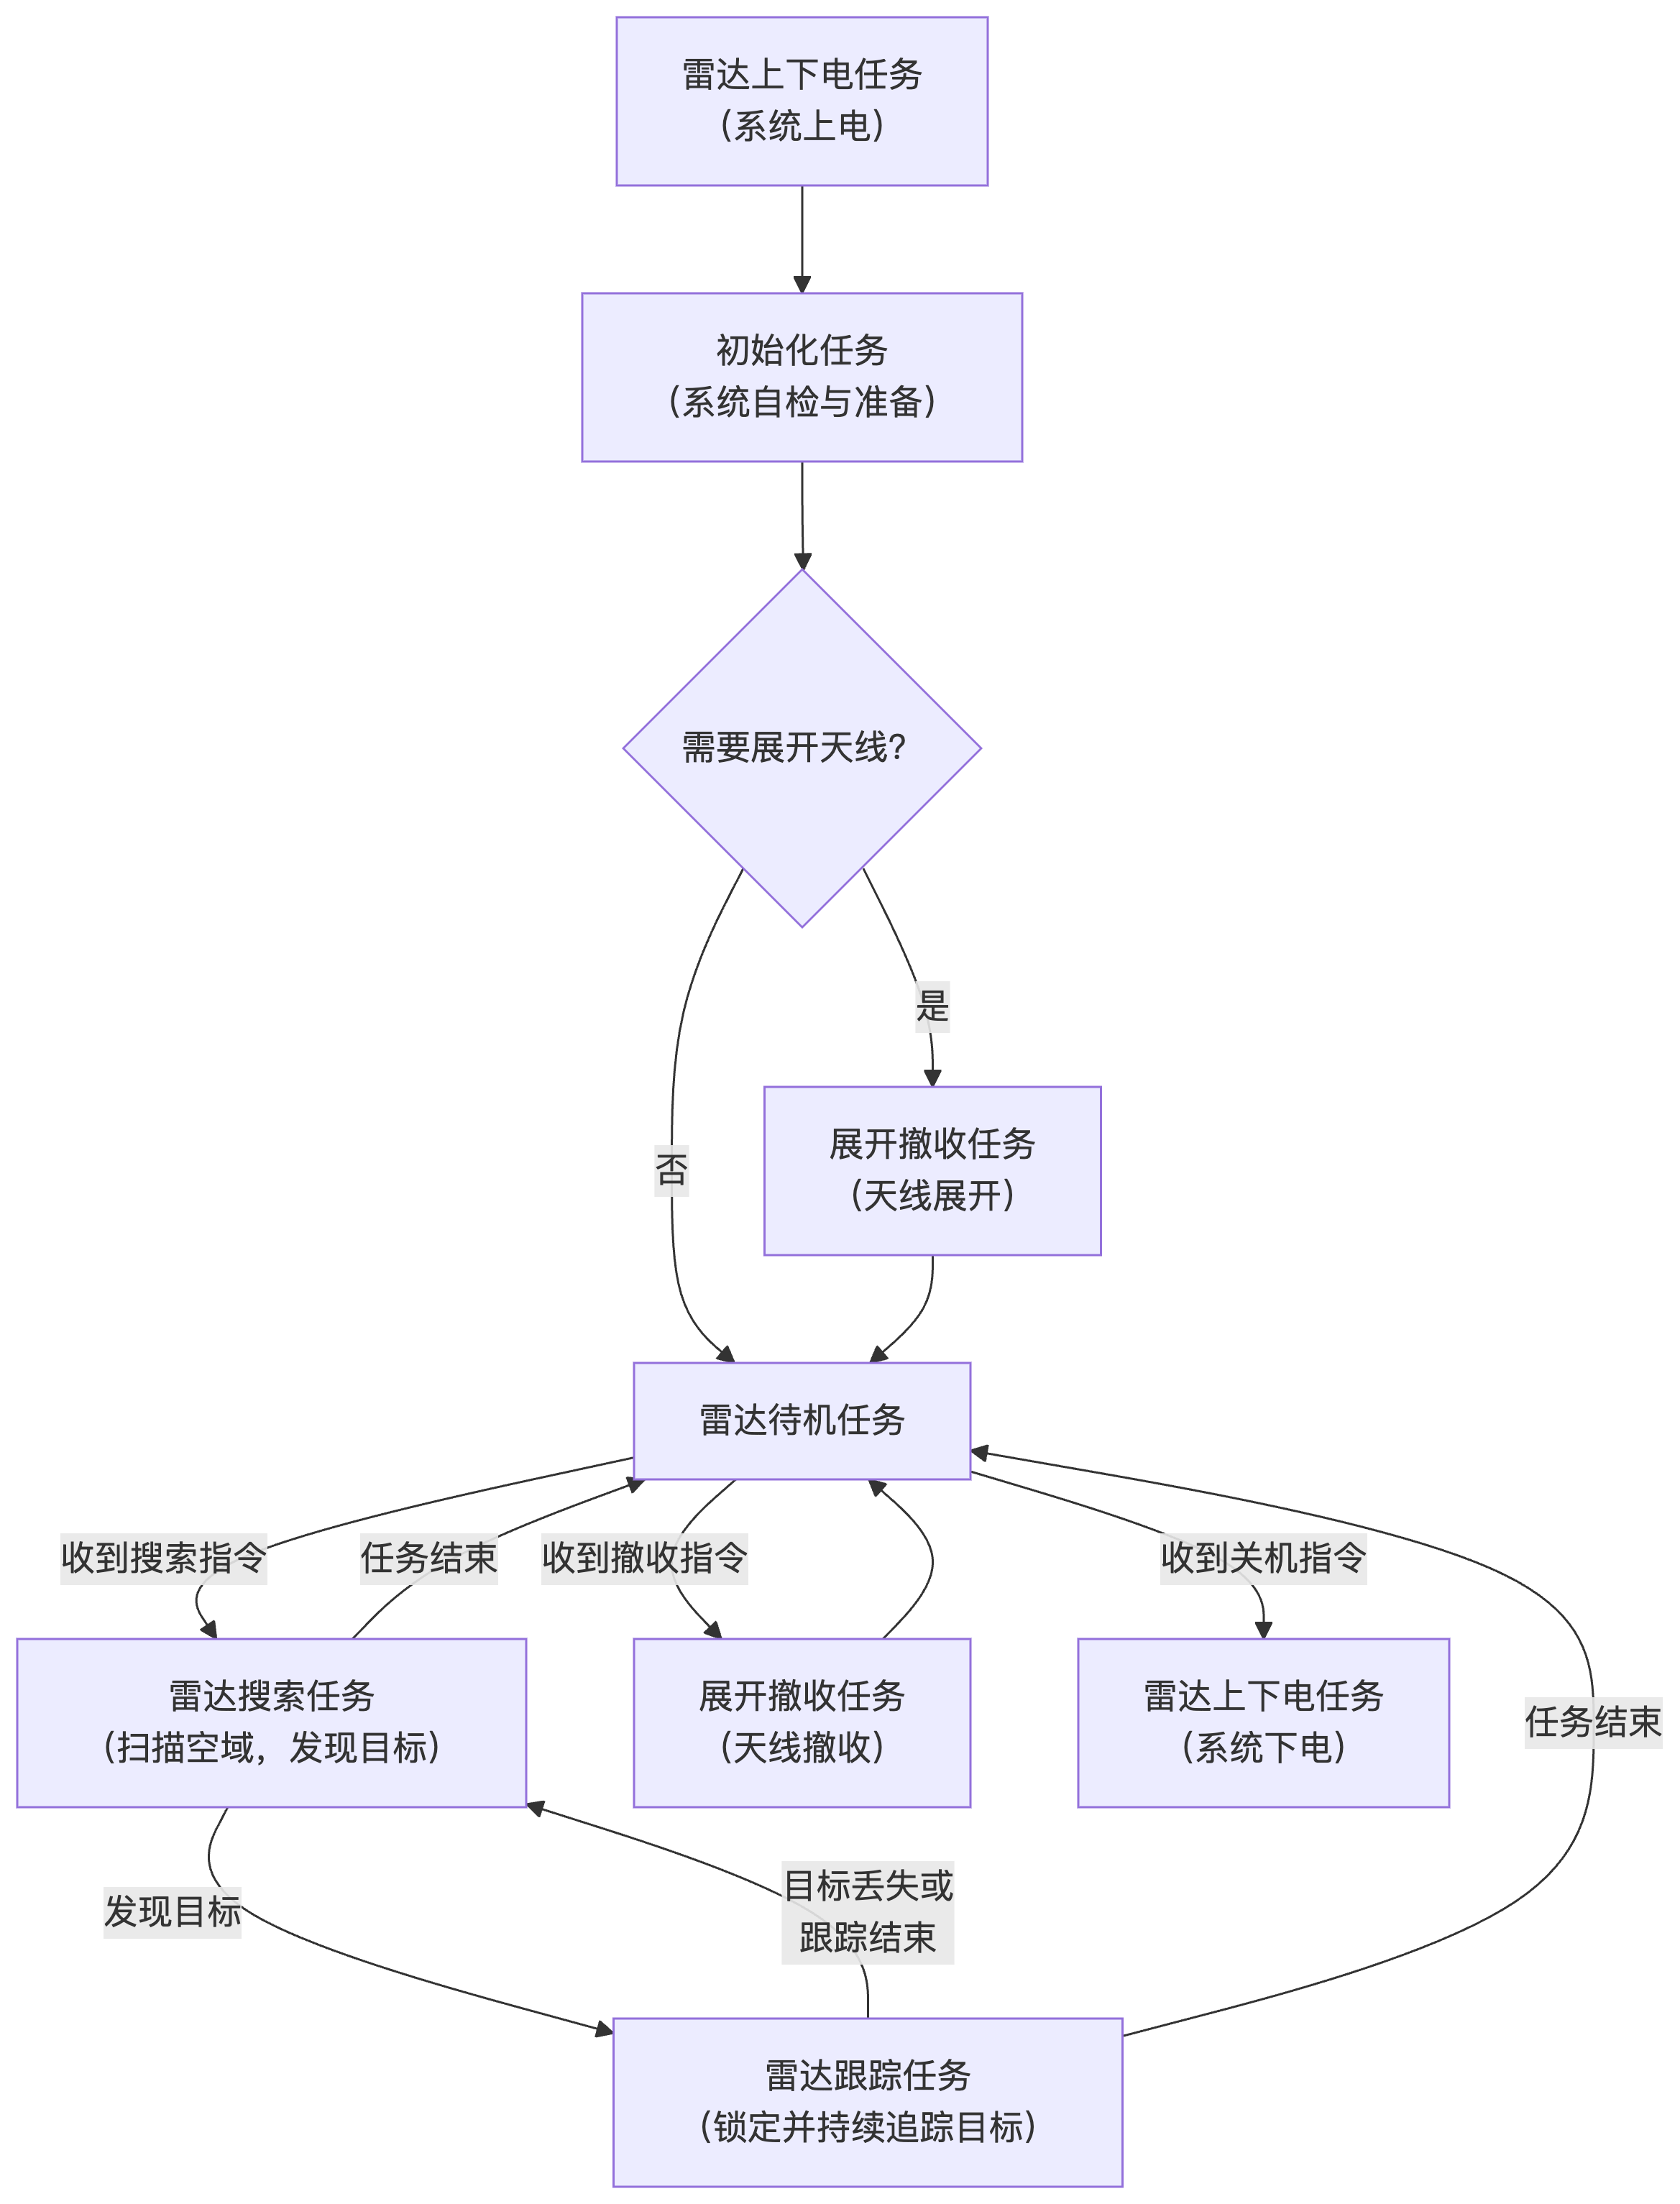 雷达上下电任务
(系统上电)
初始化任务
(系统自检与准备)
需要展开天线?
是
否
展开撤收任务
(天线展开)
雷达待机任务
收到搜索指令
任务结束
收到撤收指令
收到关机指令
雷达搜索任务
(扫描空域，发现目标)
展开撤收任务
(天线撤收)
雷达上下电任务
(系统下电)
任务结束
发现目标
目标丢失或
跟踪结束
雷达跟踪任务
(锁定并持续追踪目标)